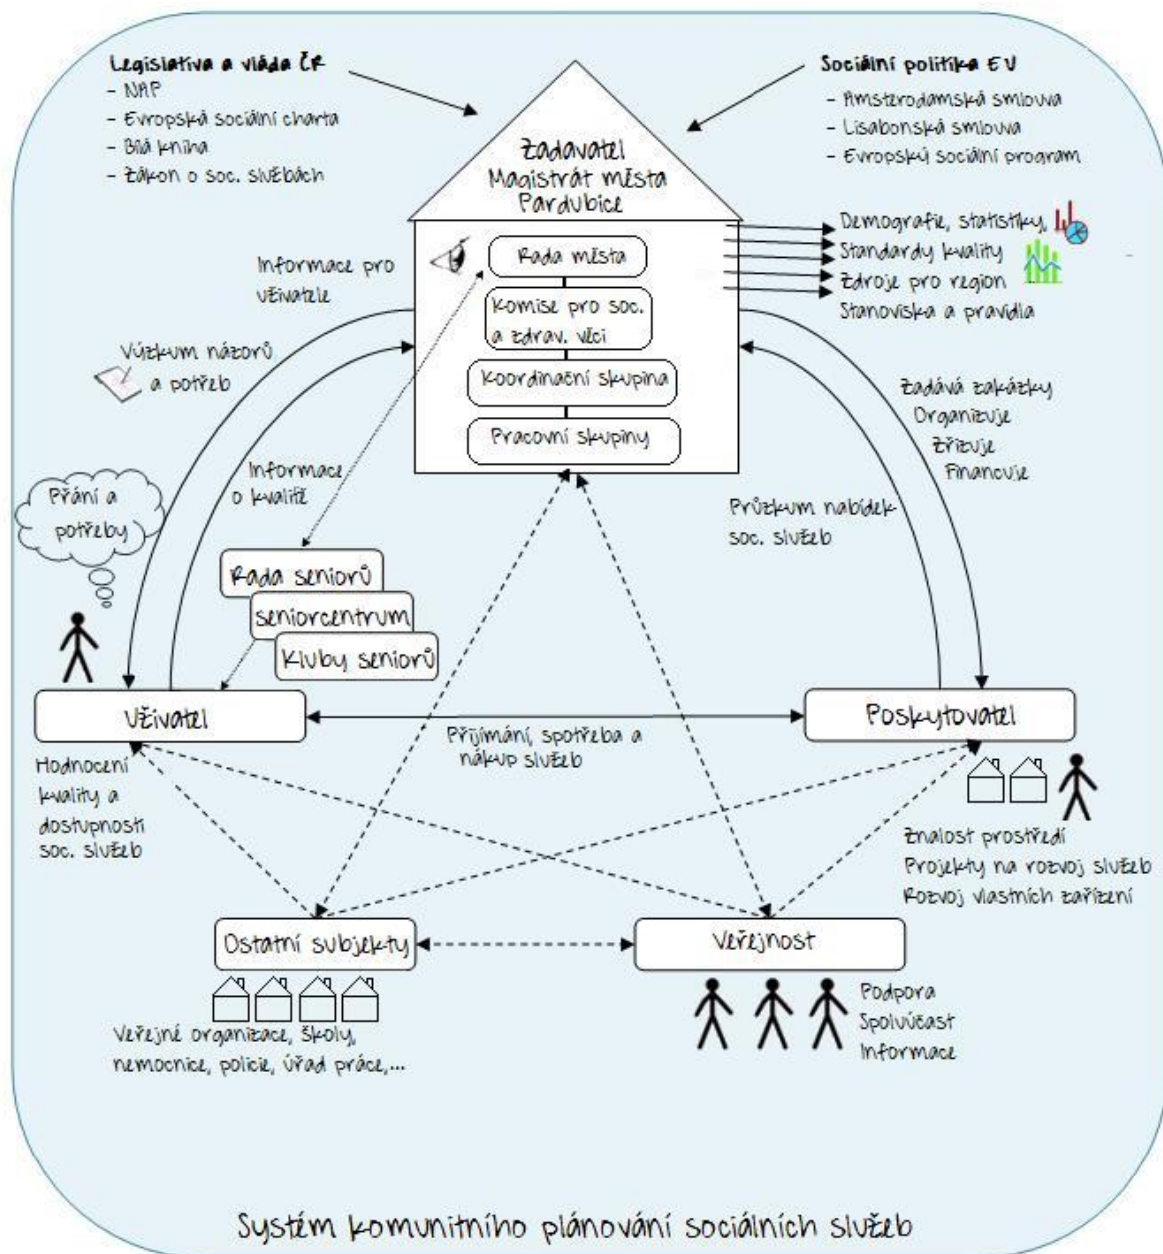 Legislativa a vláda ČR
- NAP
- Evropská sociální charta
- Bílá kniha
- Zákon o soc. službách
Sociální politika EU
- Amsterodamská smlouva
- Lisabonská smlouva
- Evropský sociální program
Zadavatel
Magistrát města
Pardubice
Rada města
Komise pro soc.
a zdrav. věci
Koordinační skupina
Pracovní skupiny
Demografie, statistiky,
Standardy kvality
Zdroje pro region
Stanoviska a pravidla
Informace pro
uživatele
Výzkum názorů
a potřeb
Informace
o kvalitě
Přání a
potřeby
Zadává zakázky
Organizuje
Zřizuje
Financuje
Průzkum nabídek
soc. služeb
Rada seniorů
seniorcentrum
Kluby seniorů
Uživatel
Poskytovatel
Přijímání, spotřeba a
nákup služeb
Hodnocení
kvality a
dostupnosti
soc. služeb
Znalost prostředí
Projekty na rozvoj služeb
Rozvoj vlastních zařízení
Ostatní subjekty
Veřejnost
Veřejné organizace, školy,
nemocnice, policie, úřad práce,...
Podpora
Spoluúčast
Informace
Systém komunitního plánování sociálních služeb